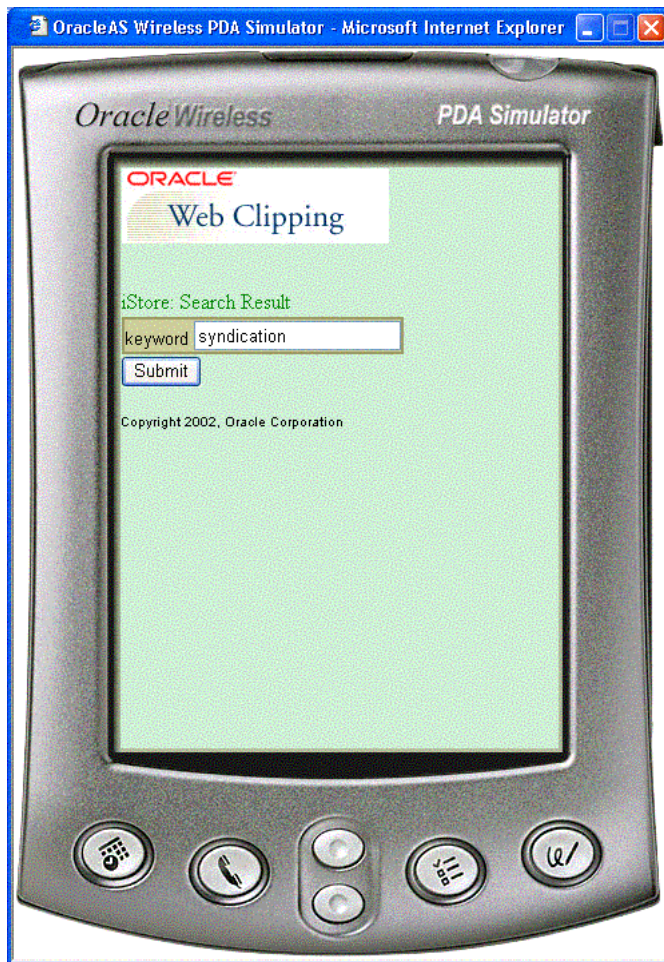 OracleAS Wireless PDA Simulator - Microsoft Internet Explorer
Oracle Wireless PDA Simulator
ORACLE
Web Clipping
iStore: Search Result
keyword syndication
Submit
Copyright 2002, Oracle Corporation